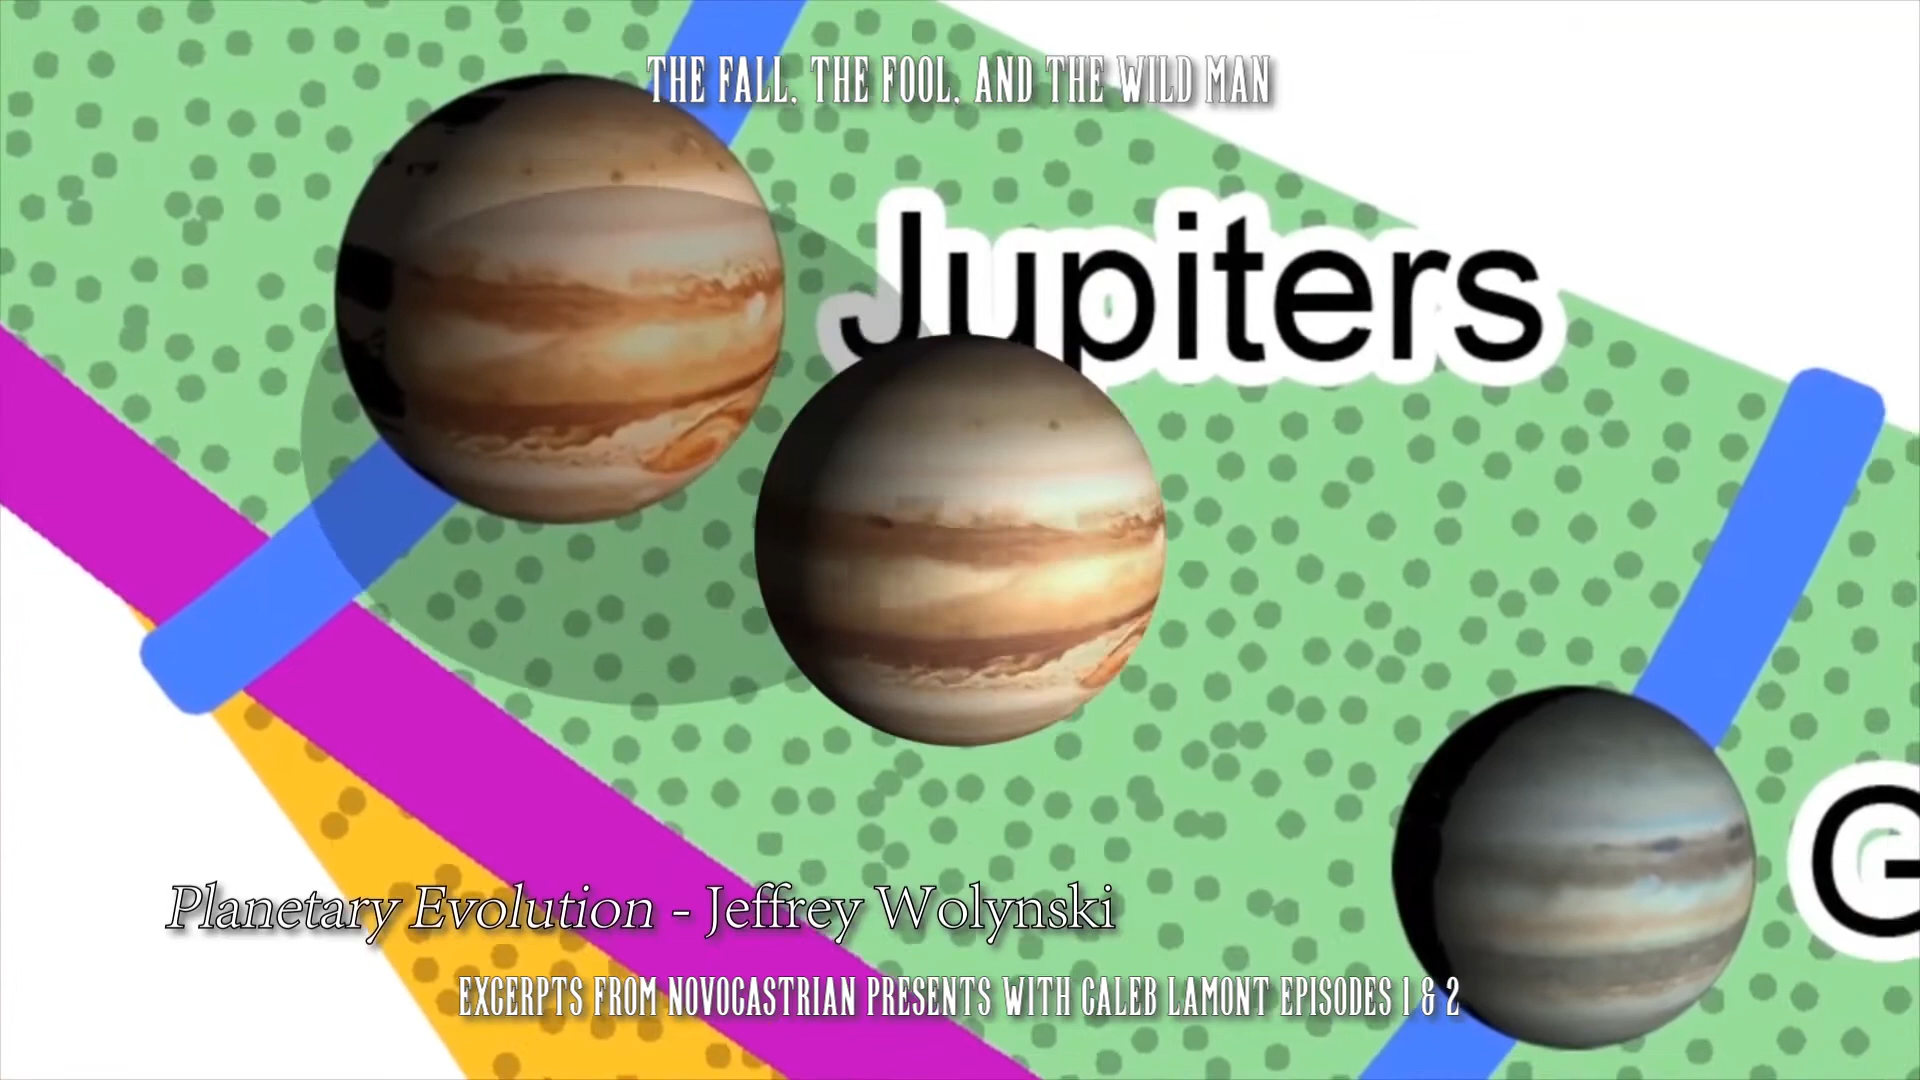 THE FALL, THE FOOL, AND THE WILD MAN
Jupiters
G
Planetary Evolution - Jeffrey Wolynski
EXCERPTS FROM NOVOCASTRIAN PRESENTS WITH CALEB LAMONT EPISODES 1 & 2